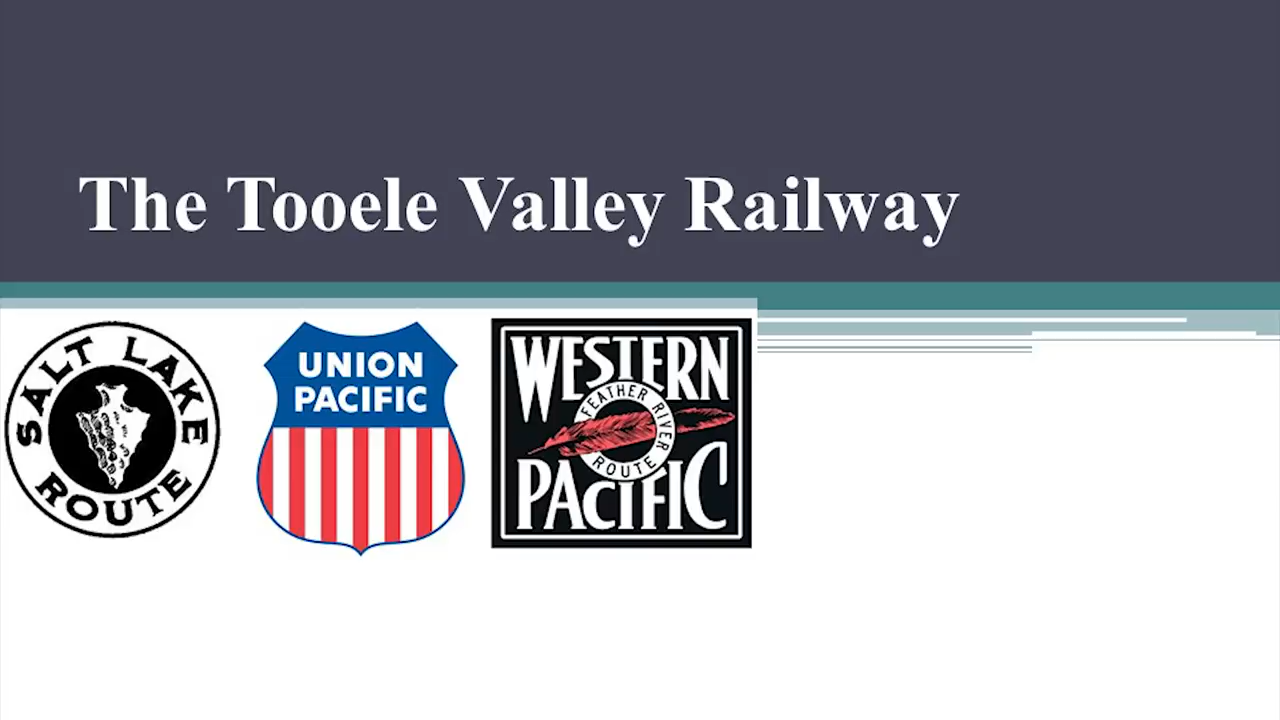 The Tooele Valley Railway
SALT LAKE
ROUTE
UNION
PACIFIC
WESTERN
FEATHER RIVER
ROUTE
PACIFIC